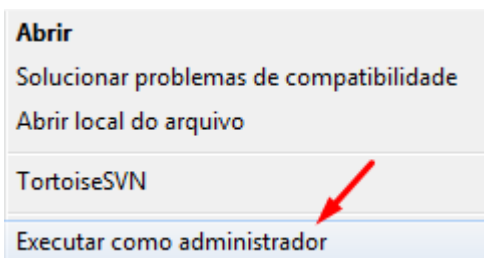 Abrir
Solucionar problemas de compatibilidade
Abrir local do arquivo
TortoiseSVN
Executar como administrador